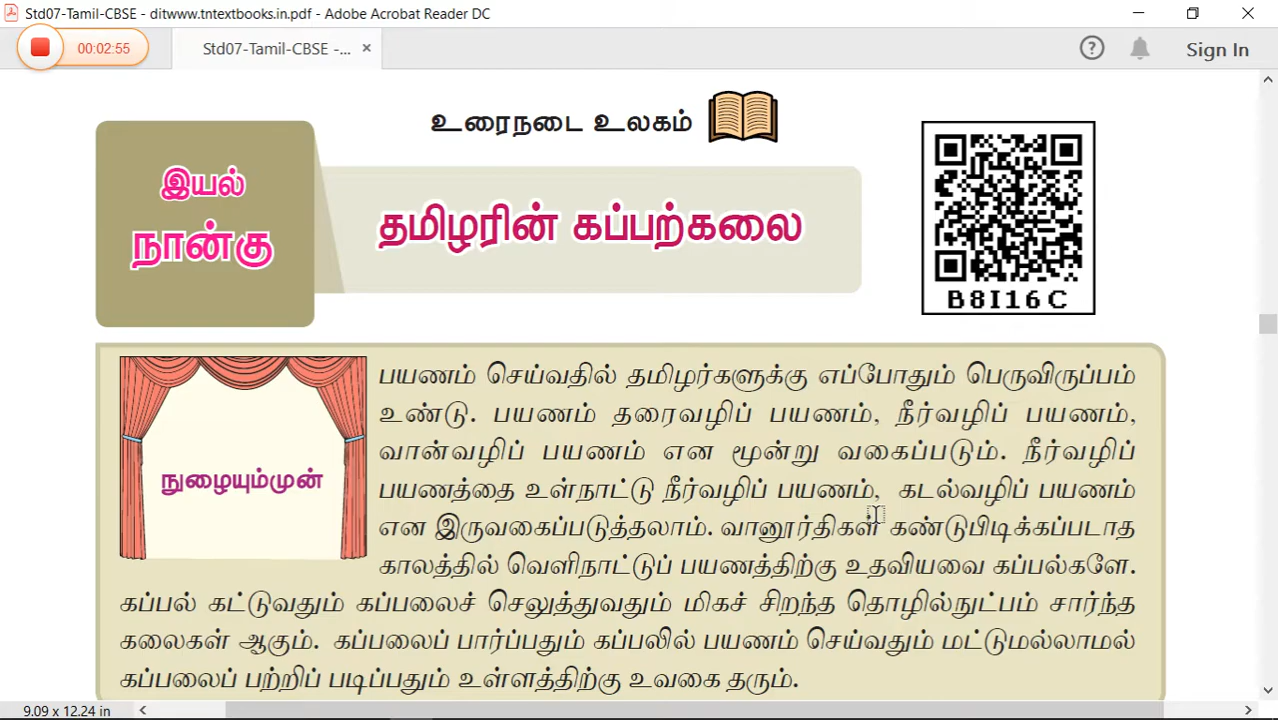 Std07-Tamil-CBSE - ditwww.tntextbooks.in.pdf - Adobe Acrobat Reader DC
00:02:55
Std07-Tamil-CBSE -...
Sign In
உரைநடை உலகம்
இயல்
நான்கு
தமிழரின் கப்பற்கலை
B8I16C
நுழையும்முன்
பயணம் செய்வதில் தமிழர்களுக்கு எப்போதும் பெருவிருப்பம்
உண்டு. பயணம் தரைவழிப் பயணம், நீர்வழிப் பயணம்,
வான்வழிப் பயணம் என மூன்று வகைப்படும். நீர்வழிப்
பயணத்தை உள்நாட்டு நீர்வழிப் பயணம், கடல்வழிப் பயணம்
என இருவகைப்படுத்தலாம். வானூர்திகள் கண்டுபிடிக்கப்படாத
காலத்தில் வெளிநாட்டுப் பயணத்திற்கு உதவியவை கப்பல்களே.
கப்பல் கட்டுவதும் கப்பலைச் செலுத்துவதும் மிகச் சிறந்த தொழில்நுட்பம் சார்ந்த
கலைகள் ஆகும். கப்பலைப் பார்ப்பதும் கப்பலில் பயணம் செய்வதும் மட்டுமல்லாமல்
கப்பலைப் பற்றிப் படிப்பதும் உள்ளத்திற்கு உவகை தரும்.
9.09 x 12.24 in